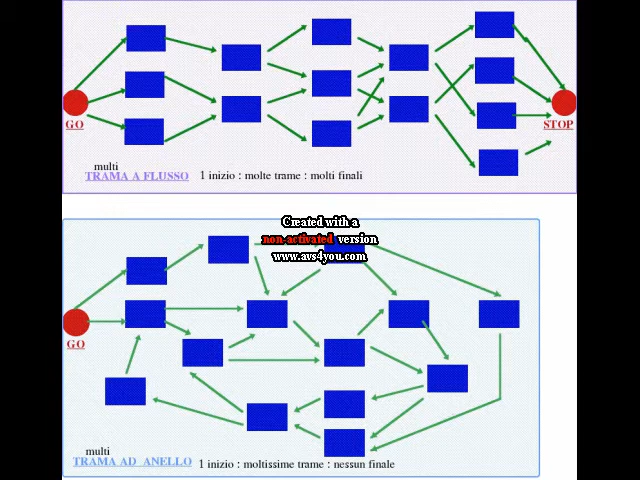 GO
STOP
multi
TRAMA A FLUSSO 1 inizio : molte trame : molti finali
Created with a
non-activated version
www.avs4you.com
GO
multi
TRAMA AD ANELLO 1 inizio : moltissime trame : nessun finale